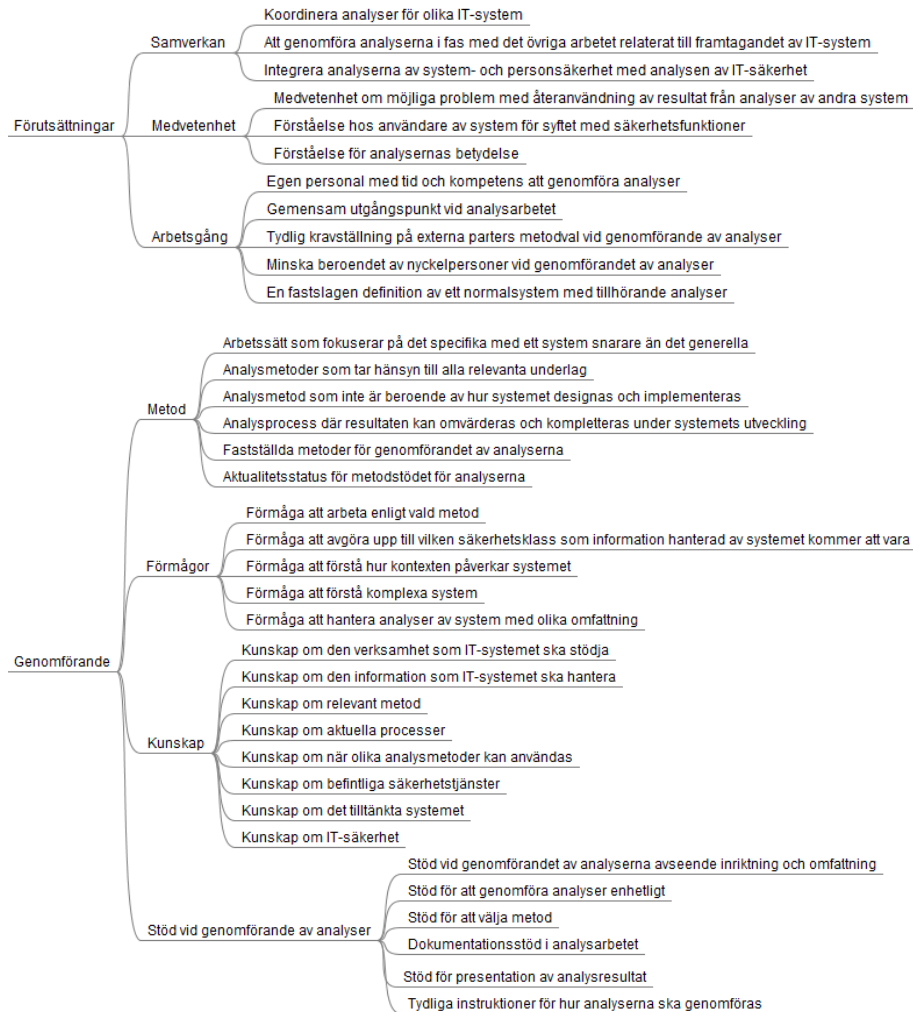 Förutsättningar
Samverkan
Koordinera analyser för olika IT-system
Att genomföra analyserna i fas med det övriga arbetet relaterat till framtagandet av IT-system
Integrera analyserna av system- och personsäkerhet med analysen av IT-säkerhet
Medvetenhet
Medvetenhet om möjliga problem med återanvändning av resultat från analyser av andra system
Förståelse hos användare av system för syftet med säkerhetsfunktioner
Förståelse för analysernas betydelse
Arbetsgång
Egen personal med tid och kompetens att genomföra analyser
Gemensam utgångspunkt vid analysarbetet
Tydlig kravställning på externa parters metodval vid genomförande av analyser
Minska beroendet av nyckelpersoner vid genomförandet av analyser
En fastslagen definition av ett normalsystem med tillhörande analyser
Genomförande
Metod
Arbetssätt som fokuserar på det specifika med ett system snarare än det generella
Analysmetoder som tar hänsyn till alla relevanta underlag
Analysmetod som inte är beroende av hur systemet designas och implementeras
Analysprocess där resultaten kan omvärderas och kompletteras under systemets utveckling
Fastställda metoder för genomförandet av analyserna
Aktualitetsstatus för metodstödet för analyserna
Förmågor
Förmåga att arbeta enligt vald metod
Förmåga att avgöra upp till vilken säkerhetsklass som information hanterad av systemet kommer att vara
Förmåga att förstå hur kontexten påverkar systemet
Förmåga att förstå komplexa system
Förmåga att hantera analyser av system med olika omfattning
Kunskap
Kunskap om den verksamhet som IT-systemet ska stödja
Kunskap om den information som IT-systemet ska hantera
Kunskap om relevant metod
Kunskap om aktuella processer
Kunskap om när olika analysmetoder kan användas
Kunskap om befintliga säkerhetstjänster
Kunskap om det tilltänkta systemet
Kunskap om IT-säkerhet
Stöd vid genomförande av analyser
Stöd vid genomförandet av analyserna avseende inriktning och omfattning
Stöd för att genomföra analyser enhetligt
Stöd för att välja metod
Dokumentationsstöd i analysarbetet
Stöd för presentation av analysresultat
Tydliga instruktioner för hur analyserna ska genomföras